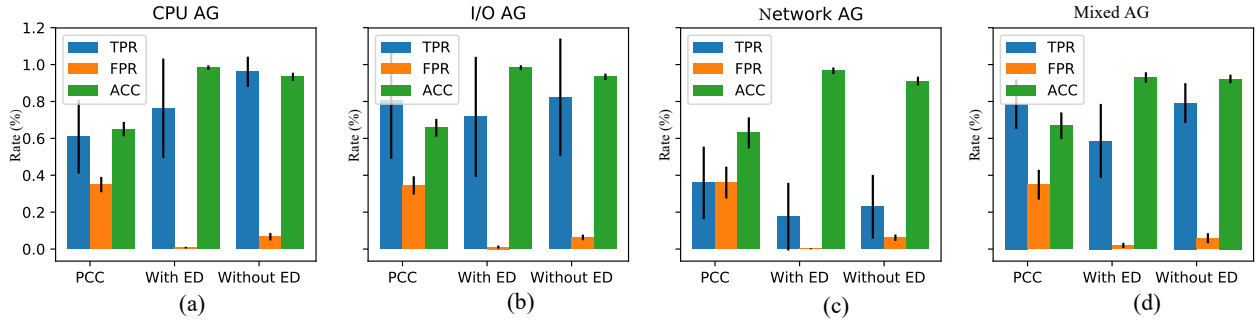 CPU AG
Rate (%)
1.2
1.0
0.8
0.6
0.4
0.2
0.0
TPR
FPR
ACC
PCC With ED Without ED
(a)
I/O AG
Rate (%)
TPR
FPR
ACC
PCC With ED Without ED
(b)
Network AG
Rate (%)
TPR
FPR
ACC
PCC With ED Without ED
(c)
Mixed AG
Rate (%)
TPR
FPR
ACC
PCC With ED Without ED
(d)